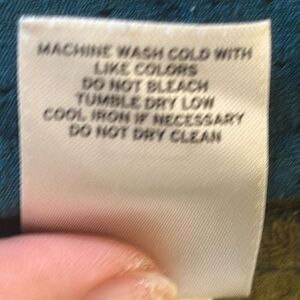 MACHINE WASH COLD WITH
LIKE COLORS
DO NOT BLEACH
TUMBLE DRY LOW
COOL IRON IF NECESSARY
DO NOT DRY CLEAN